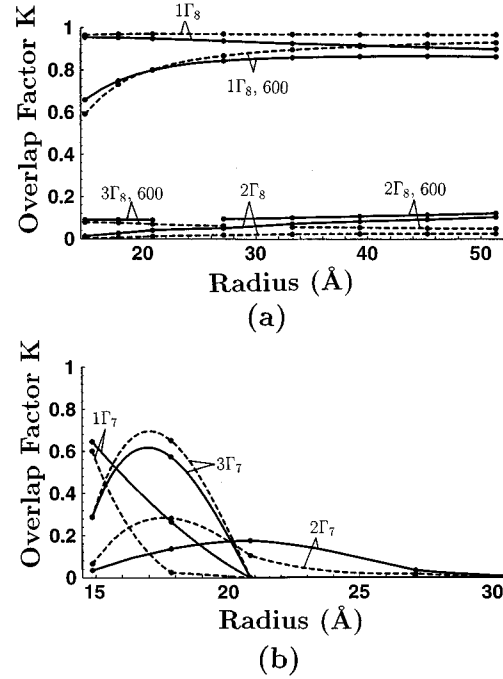 (a)
Overlap Factor K
1
0.8
0.6
0.4
0.2
0
1Γ₈
1Γ₈, 600
3Γ₈, 600
2Γ₈
2Γ₈, 600
20
30
40
50
Radius (Å)
(a)
Overlap Factor K
1
0.8
0.6
0.4
0.2
0
1Γ₇
3Γ₇
2Γ₇
15
20
25
30
Radius (Å)
(b)